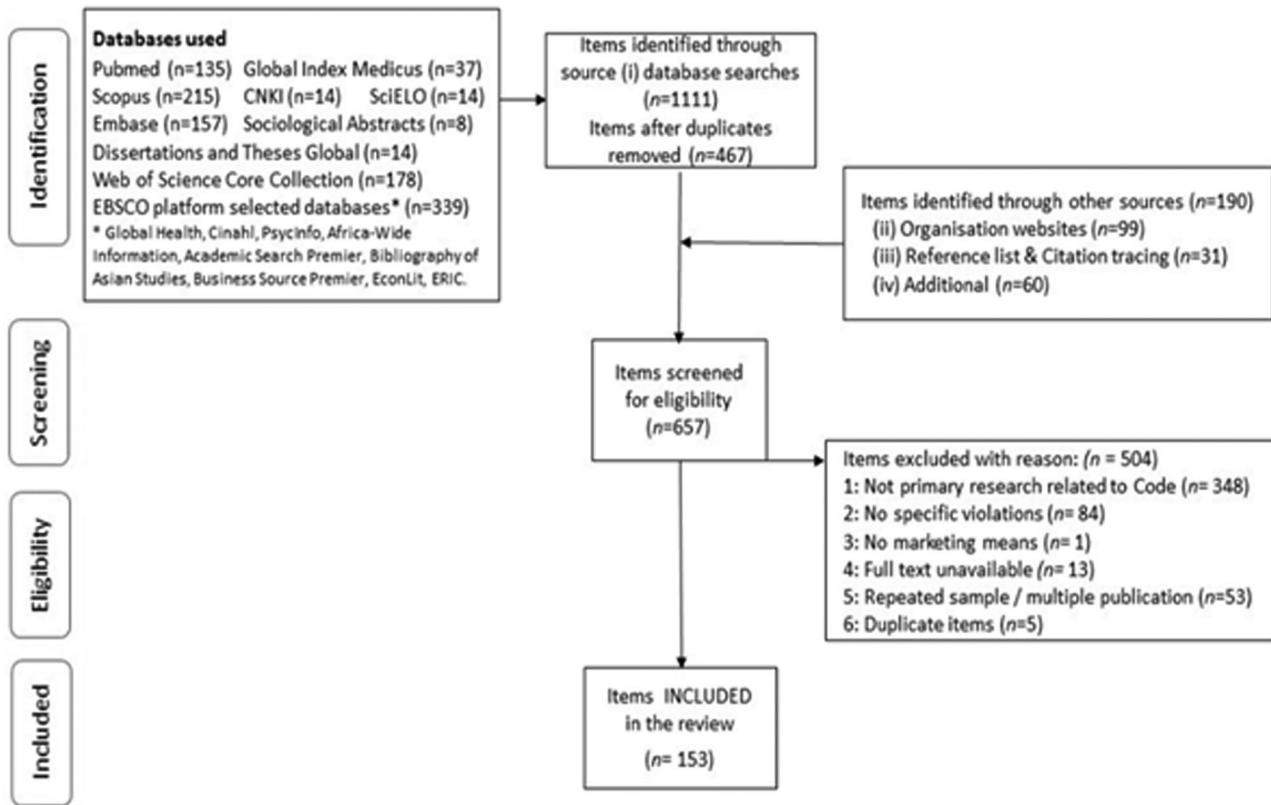 Identification
Databases used
Pubmed (n=135) Global Index Medicus (n=37)
Scopus (n=215) CNKI (n=14) SciELO (n=14)
Embase (n=157) Sociological Abstracts (n=8)
Dissertations and Theses Global (n=14)
Web of Science Core Collection (n=178)
EBSCO platform selected databases* (n=339)
* Global Health, Cinahl, PsycInfo, Africa-Wide
Information, Academic Search Premier, Bibliography of
Asian Studies, Business Source Premier, EconLit, ERIC.
Items identified through
source (i) database searches
(n=1111)
Items after duplicates
removed (n=467)
Items identified through other sources (n=190)
(ii) Organisation websites (n=99)
(iii) Reference list & Citation tracing (n=31)
(iv) Additional (n=60)
Screening
Items screened
for eligibility
(n=657)
Eligibility
Items excluded with reason: (n = 504)
1: Not primary research related to Code (n= 348)
2: No specific violations (n= 84)
3: No marketing means (n= 1)
4: Full text unavailable (n= 13)
5: Repeated sample / multiple publication (n=53)
6: Duplicate items (n=5)
Included
Items INCLUDED
in the review
(n= 153)